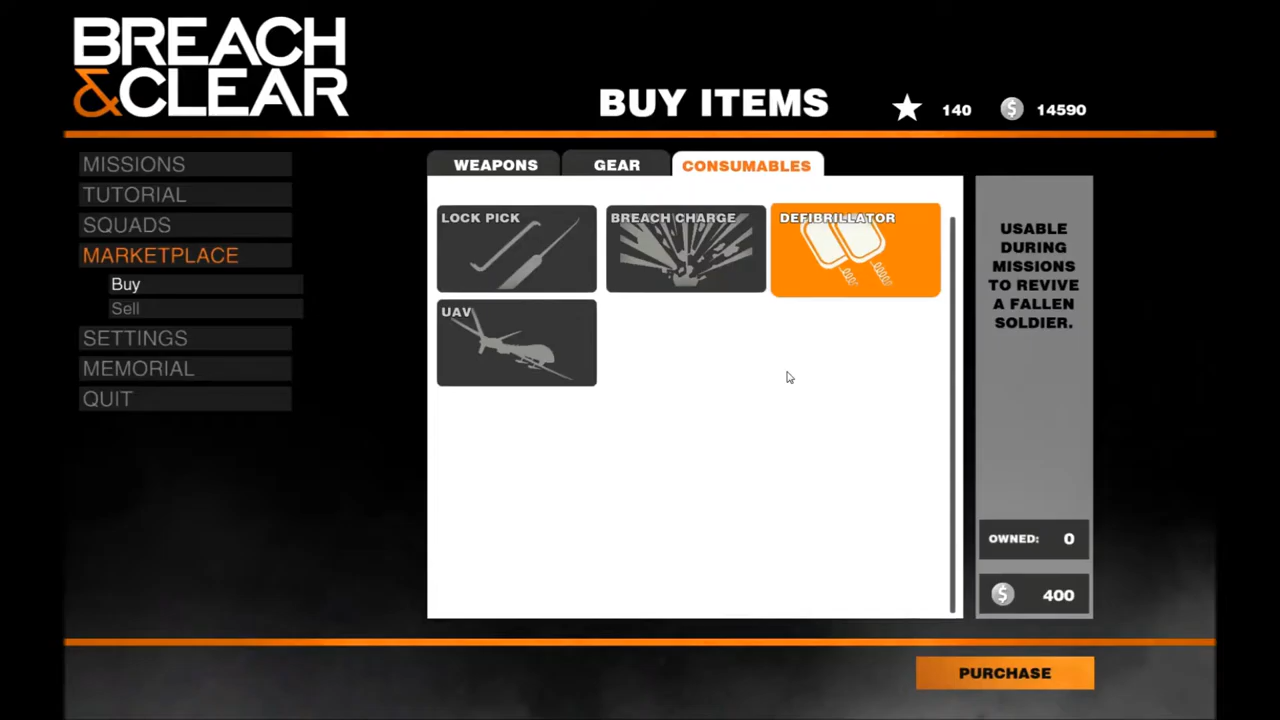 BREACH
&CLEAR
BUY ITEMS
140
$ 14590
MISSIONS
TUTORIAL
SQUADS
MARKETPLACE
Buy
Sell
SETTINGS
MEMORIAL
QUIT
WEAPONS
GEAR
CONSUMABLES
LOCK PICK
BREACH CHARGE
DEFIBRILLATOR
UAV
USABLE
DURING
MISSIONS
TO REVIVE
A FALLEN
SOLDIER.
OWNED: 0
$ 400
PURCHASE